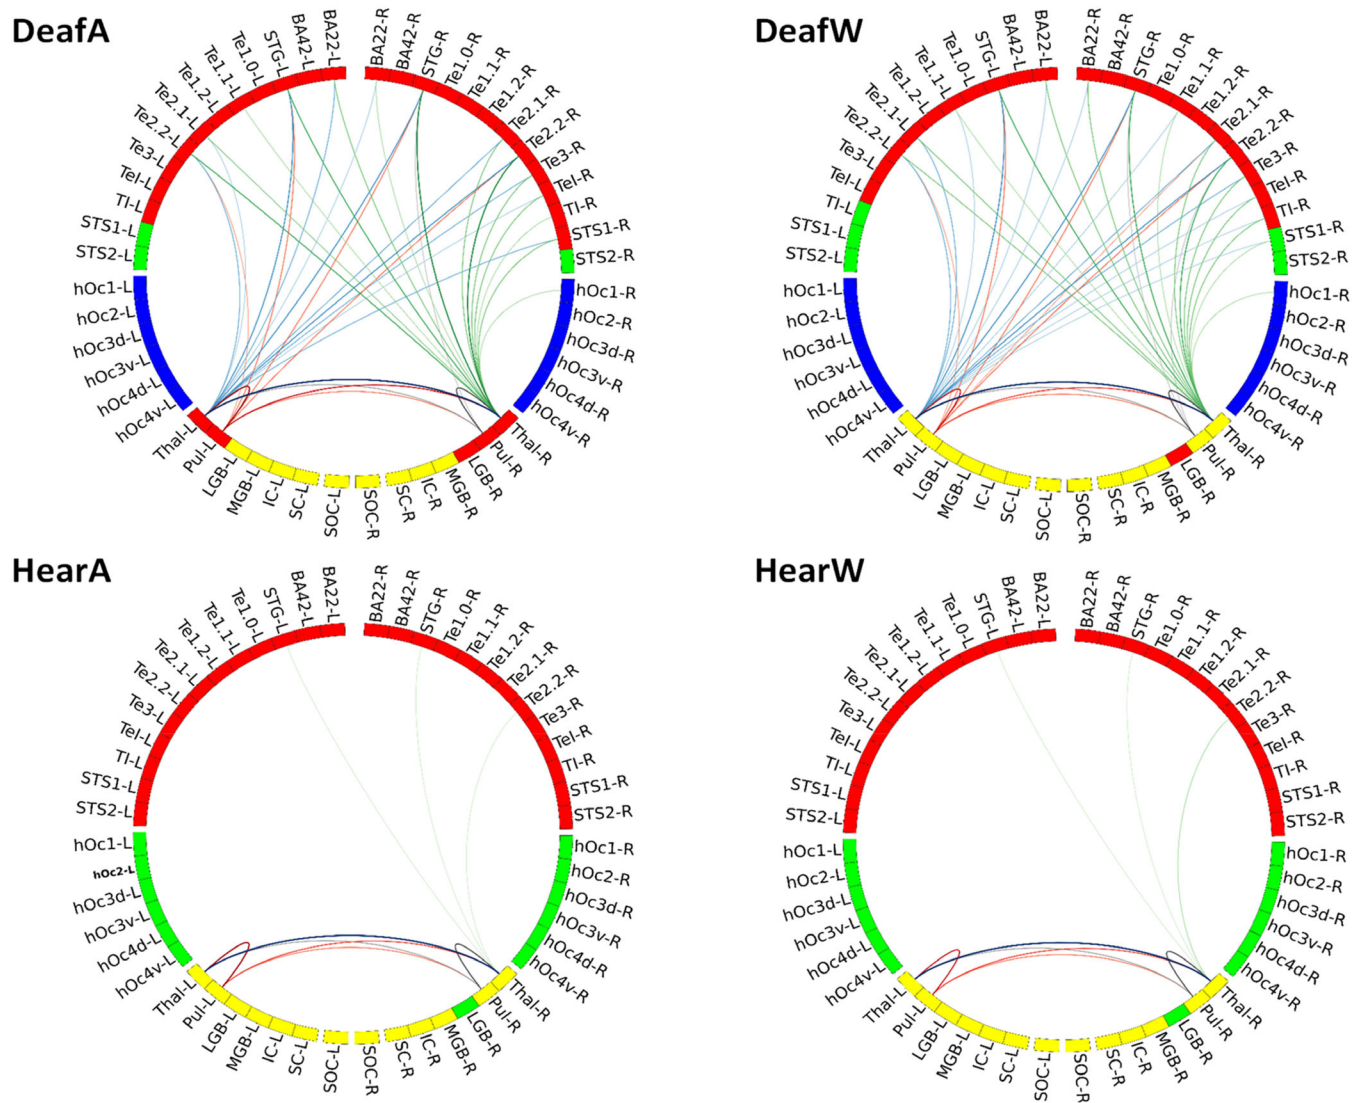 DeafA
BA22-L
BA42-L
STG-L
Te1.0-L
Te1.1-L
Te1.2-L
Te2.1-L
Te2.2-L
Te3-L
TeI-L
TI-L
STS1-L
STS2-L
hOc1-L
hOc2-L
hOc3d-L
hOc3v-L
hOc4d-L
hOc4v-L
Thal-L
Pul-L
LGB-L
MGB-L
IC-L
SC-L
SOC-L
SOC-R
SC-R
IC-R
MGB-R
LGB-R
Pul-R
Thal-R
hOc4v-R
hOc4d-R
hOc3v-R
hOc3d-R
hOc2-R
hOc1-R
STS2-R
STS1-R
TI-R
TeI-R
Te3-R
Te2.2-R
Te2.1-R
Te1.2-R
Te1.1-R
Te1.0-R
STG-R
BA42-R
BA22-R
DeafW
BA22-L
BA42-L
STG-L
Te1.0-L
Te1.1-L
Te1.2-L
Te2.1-L
Te2.2-L
Te3-L
TeI-L
TI-L
STS1-L
STS2-L
hOc1-L
hOc2-L
hOc3d-L
hOc3v-L
hOc4d-L
hOc4v-L
Thal-L
Pul-L
LGB-L
MGB-L
IC-L
SC-L
SOC-L
SOC-R
SC-R
IC-R
MGB-R
LGB-R
Pul-R
Thal-R
hOc4v-R
hOc4d-R
hOc3v-R
hOc3d-R
hOc2-R
hOc1-R
STS2-R
STS1-R
TI-R
TeI-R
Te3-R
Te2.2-R
Te2.1-R
Te1.2-R
Te1.1-R
Te1.0-R
STG-R
BA42-R
BA22-R
HearA
BA22-L
BA42-L
STG-L
Te1.0-L
Te1.1-L
Te1.2-L
Te2.1-L
Te2.2-L
Te3-L
TeI-L
TI-L
STS1-L
STS2-L
hOc1-L
hOc2-L
hOc3d-L
hOc3v-L
hOc4d-L
hOc4v-L
Thal-L
Pul-L
LGB-L
MGB-L
IC-L
SC-L
SOC-L
SOC-R
SC-R
IC-R
MGB-R
LGB-R
Pul-R
Thal-R
hOc4v-R
hOc4d-R
hOc3v-R
hOc3d-R
hOc2-R
hOc1-R
STS2-R
STS1-R
TI-R
TeI-R
Te3-R
Te2.2-R
Te2.1-R
Te1.2-R
Te1.1-R
Te1.0-R
STG-R
BA42-R
BA22-R
HearW
BA22-L
BA42-L
STG-L
Te1.0-L
Te1.1-L
Te1.2-L
Te2.1-L
Te2.2-L
Te3-L
TeI-L
TI-L
STS1-L
STS2-L
hOc1-L
hOc2-L
hOc3d-L
hOc3v-L
hOc4d-L
hOc4v-L
Thal-L
Pul-L
LGB-L
MGB-L
IC-L
SC-L
SOC-L
SOC-R
SC-R
IC-R
MGB-R
LGB-R
Pul-R
Thal-R
hOc4v-R
hOc4d-R
hOc3v-R
hOc3d-R
hOc2-R
hOc1-R
STS2-R
STS1-R
TI-R
TeI-R
Te3-R
Te2.2-R
Te2.1-R
Te1.2-R
Te1.1-R
Te1.0-R
STG-R
BA42-R
BA22-R